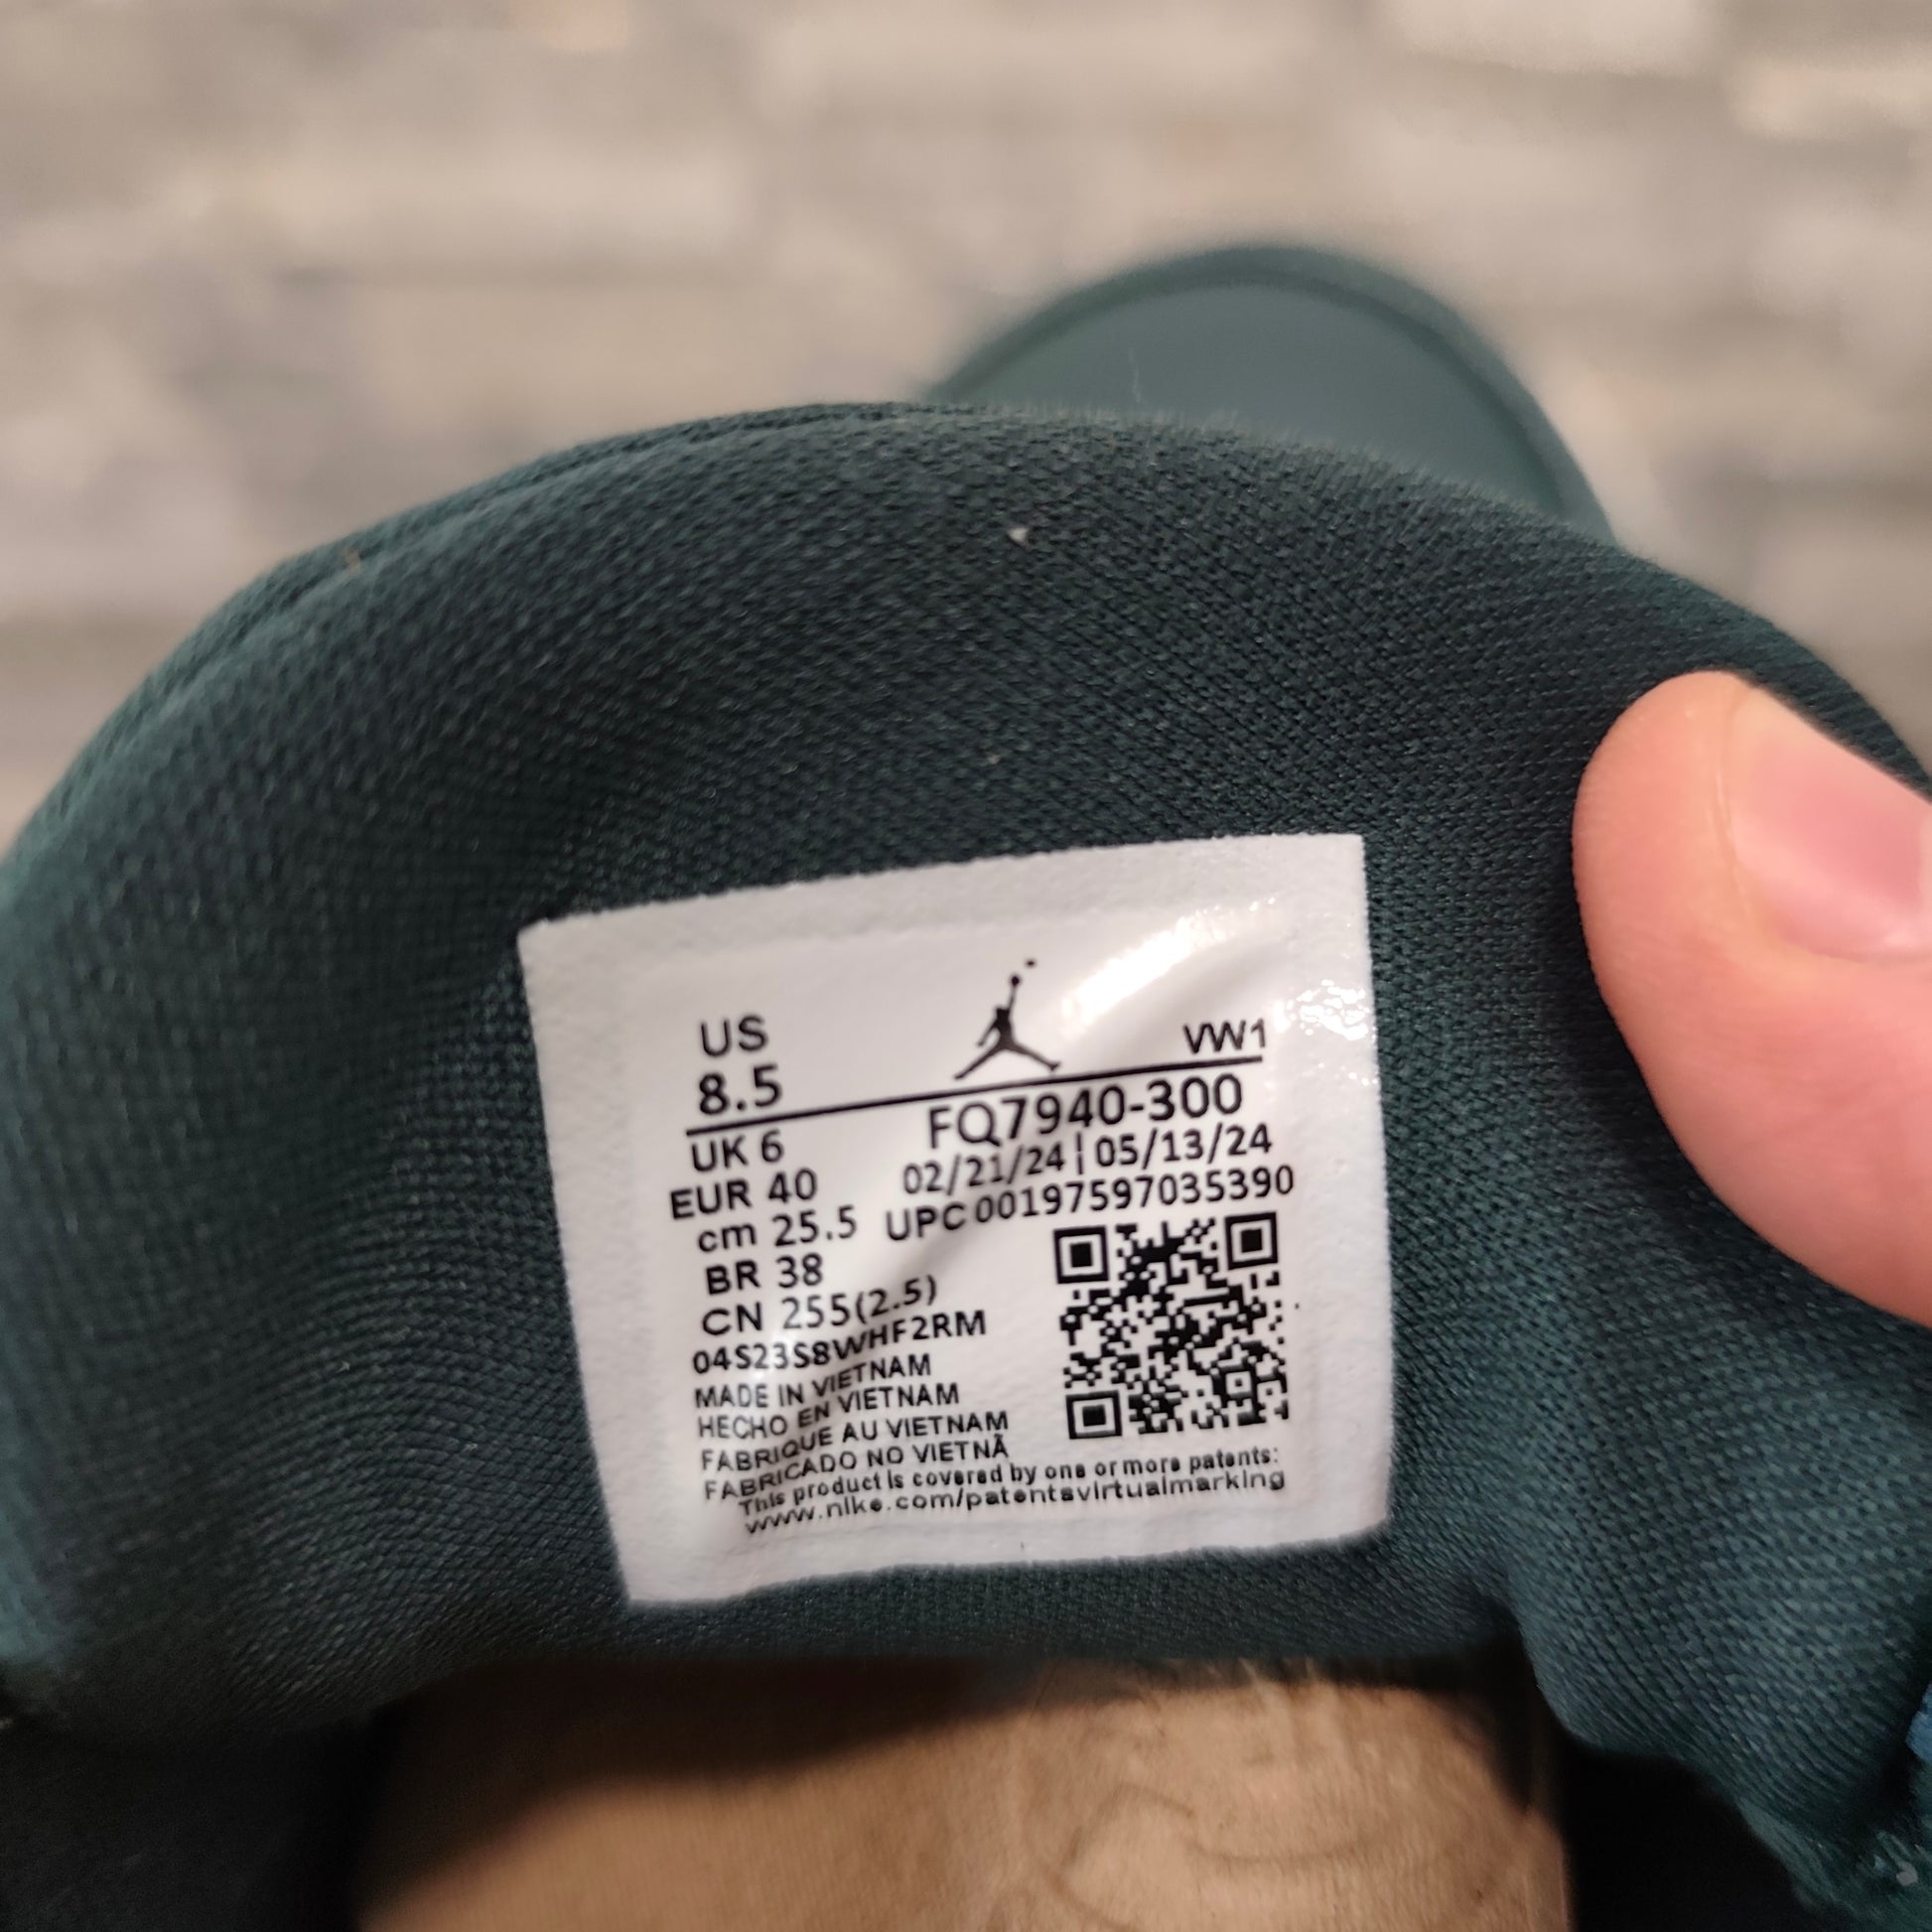 US
8.5
VW1
UK 6
FQ7940-300
EUR 40
02/21/24 | 05/13/24
cm 25.5
UPC 00197597035390
BR 38
CN 255(2.5)
04S23S8WHF2RM
MADE IN VIETNAM
HECHO EN VIETNAM
FABRIQUE AU VIETNAM
FABRICADO NO VIETNÃ
This product is covered by one or more patents:
www.nike.com/patentsvirtualmarking